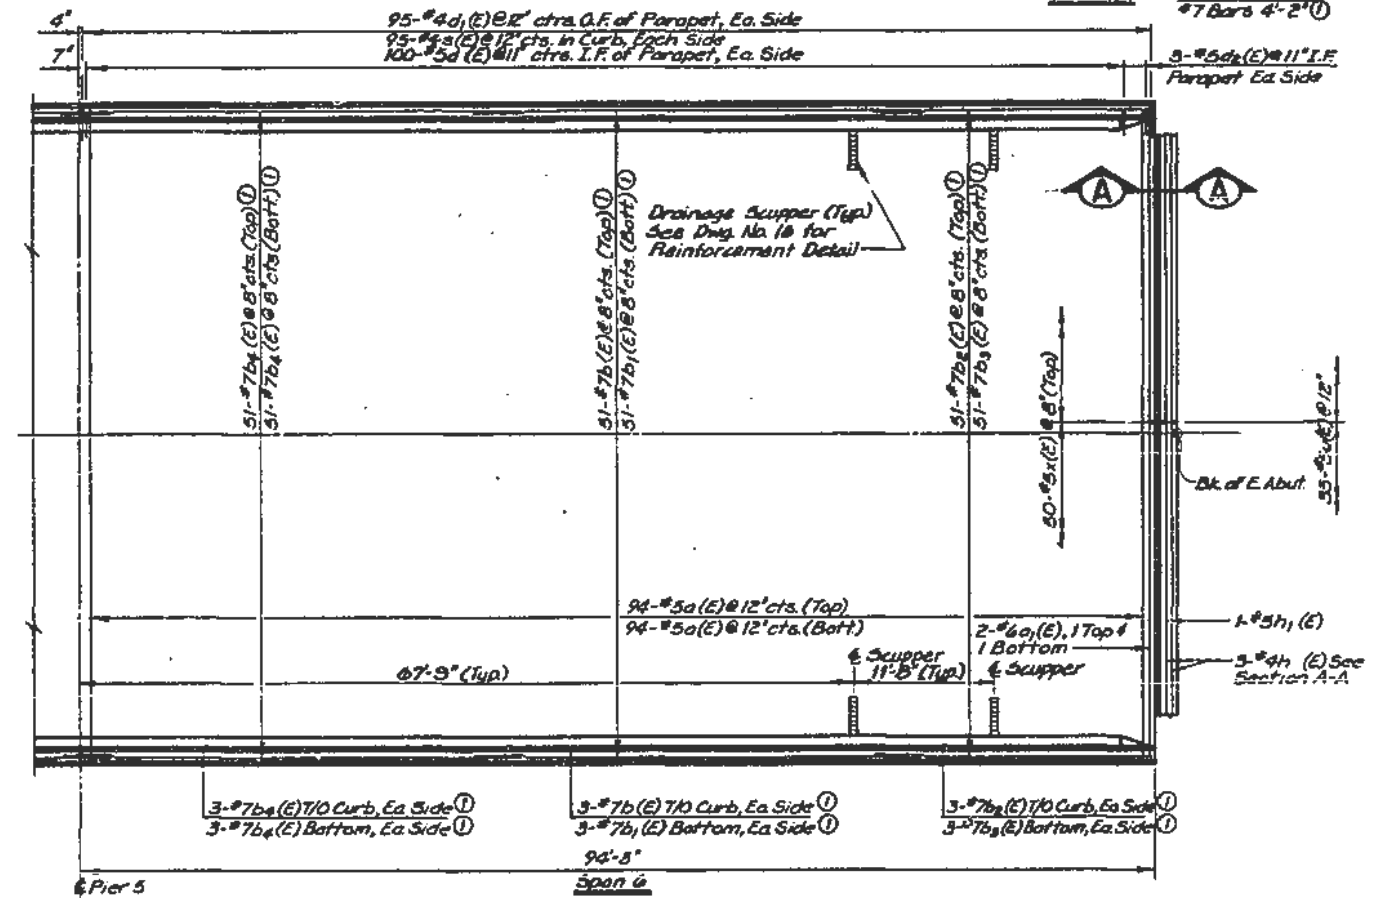 4"
95-#4d₁(E)@12" ctrs. O.F. of Parapet, Ea. Side
95-#4s(E)@12"cts. in Curb, Each Side
7"
100-#5d (E)@11" ctrs. I.F. of Parapet, Ea. Side
#7 Bars 4'-2" ①
3-#5d₂(E)@11" I.F.
Parapet Ea Side
A A
51-#7b₄(E)@8"cts.(Top)①
51-#7b₄(E)@8"cts(Bott.)①
51-#7b(E)@8"cts.(Top)①
51-#7b₁(E)@8"cts.(Bott)①
Drainage Scupper (Typ.)
See Dwg. No. 18 for
Reinforcement Detail
51-#7b₂(E)@8"cts.(Top)①
51-#7b₃(E)@8"cts.(Bott)①
50-#5x(E)@8"(Top)
Bk. of E. Abut.
@12"
94-#5a(E)@12"cts.(Top)
94-#5a(E)@12"cts.(Bott)
2-#6a₁(E), 1 Top &
1 Bottom
1-#5h₁(E)
℄ Scupper
67'-9"(Typ.)
11'-8"(Typ.)
℄ Scupper
3-#4h (E) See
Section A-A
3-#7b₄(E) T/O Curb, Ea. Side①
3-#7b₄(E) Bottom, Ea. Side①
3-#7b(E) T/O Curb, Ea. Side①
3-#7b₁(E) Bottom, Ea. Side①
3-#7b₂(E) T/O Curb, Ea. Side①
3-#7b₃(E) Bottom, Ea. Side①
94'-8"
℄ Pier 5
Span 6